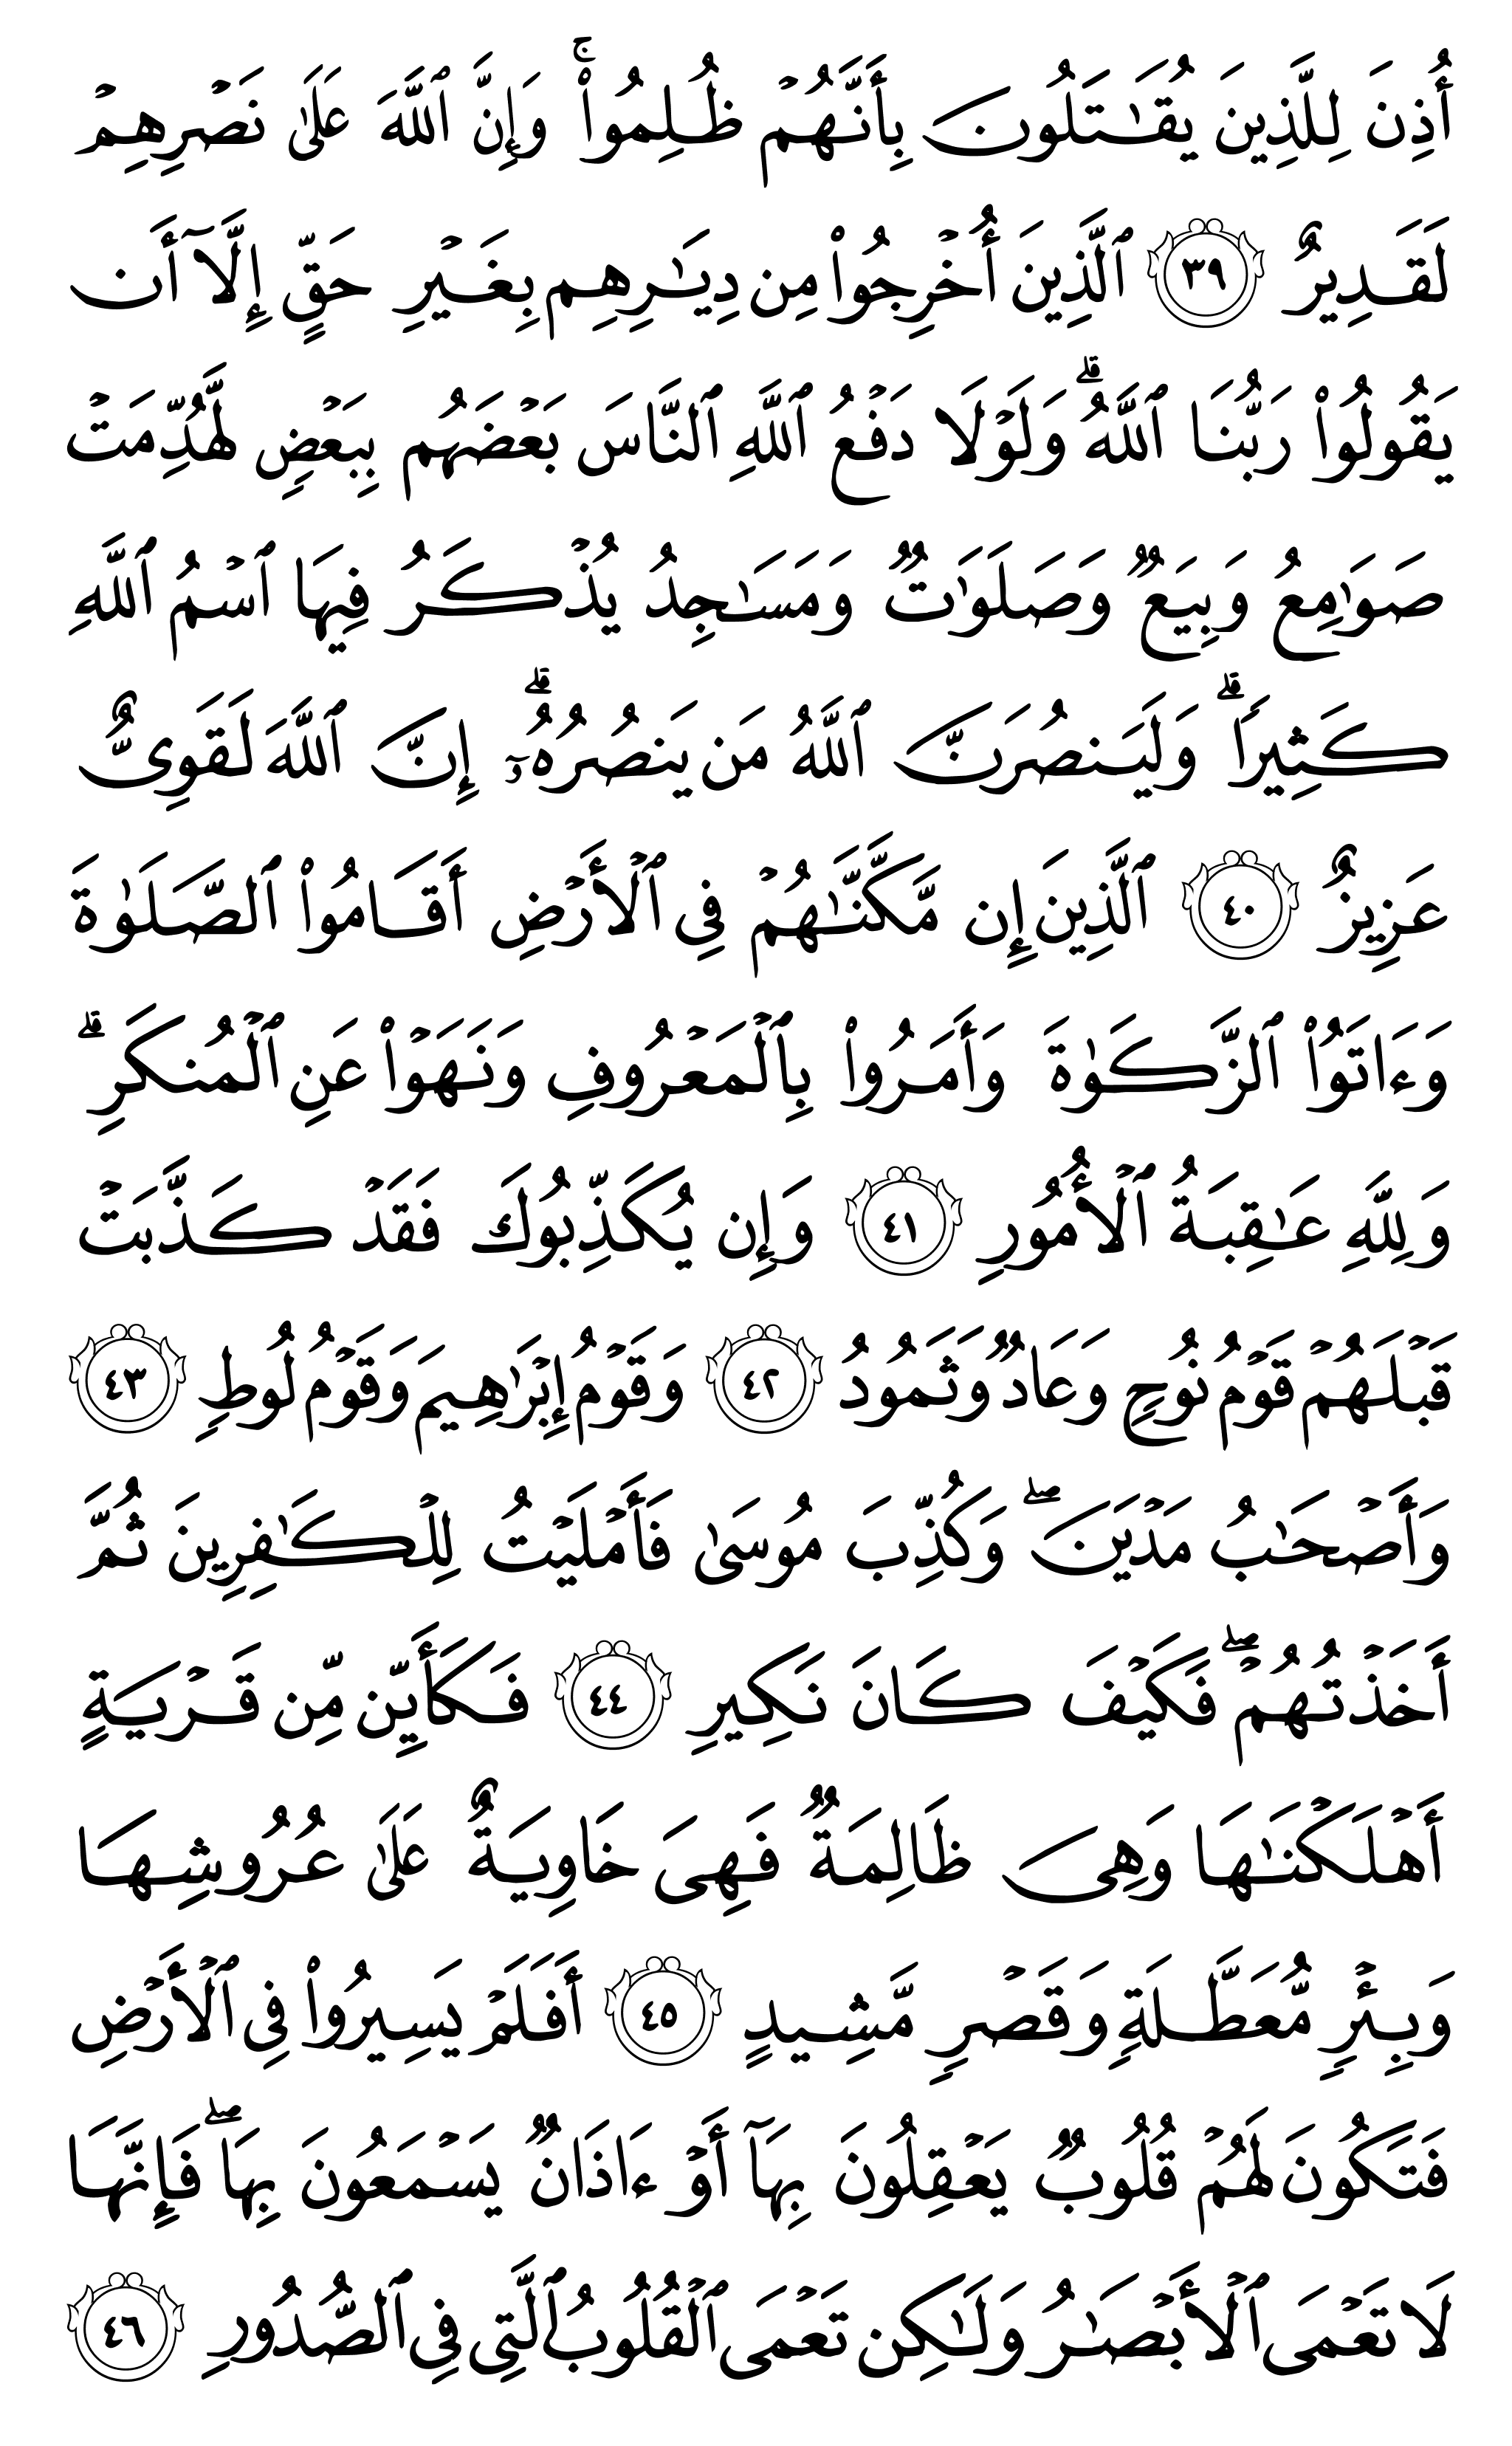 أُذِنَ لِلَّذِينَ يُقَـٰتَلُونَ بِأَنَّهُمۡ ظُلِمُواْۚ وَإِنَّ ٱللَّهَ عَلَىٰ نَصۡرِهِمۡ
لَقَدِيرٌ ٣٩ ٱلَّذِينَ أُخۡرِجُواْ مِن دِيَـٰرِهِم بِغَيۡرِ حَقٍّ إِلَّآ أَن
يَقُولُواْ رَبُّنَا ٱللَّهُۗ وَلَوۡلَا دَفۡعُ ٱللَّهِ ٱلنَّاسَ بَعۡضَهُم بِبَعۡضٖ لَّهُدِّمَتۡ
صَوَٰمِعُ وَبِيَعٞ وَصَلَوَٰتٞ وَمَسَـٰجِدُ يُذۡكَرُ فِيهَا ٱسۡمُ ٱللَّهِ
كَثِيرٗاۗ وَلَيَنصُرَنَّ ٱللَّهُ مَن يَنصُرُهُۥٓۗ إِنَّ ٱللَّهَ لَقَوِيٌّ
عَزِيزٌ ٤٠ ٱلَّذِينَ إِن مَّكَّنَّـٰهُمۡ فِي ٱلۡأَرۡضِ أَقَامُواْ ٱلصَّلَوٰةَ
وَءَاتَوُاْ ٱلزَّكَوٰةَ وَأَمَرُواْ بِٱلۡمَعۡرُوفِ وَنَهَوۡاْ عَنِ ٱلۡمُنكَرِۗ
وَلِلَّهِ عَـٰقِبَةُ ٱلۡأُمُورِ ٤١ وَإِن يُكَذِّبُوكَ فَقَدۡ كَذَّبَتۡ
قَبۡلَهُمۡ قَوۡمُ نُوحٖ وَعَادٞ وَثَمُودُ ٤٢ وَقَوۡمُ إِبۡرَٰهِيمَ وَقَوۡمُ لُوطٖ ٤٣
وَأَصۡحَـٰبُ مَدۡيَنَۖ وَكُذِّبَ مُوسَىٰ فَأَمۡلَيۡتُ لِلۡكَـٰفِرِينَ ثُمَّ
أَخَذۡتُهُمۡۖ فَكَيۡفَ كَانَ نَكِيرِ ٤٤ فَكَأَيِّن مِّن قَرۡيَةٍ
أَهۡلَكۡنَـٰهَا وَهِيَ ظَالِمَةٞ فَهِيَ خَاوِيَةٌ عَلَىٰ عُرُوشِهَا
وَبِئۡرٖ مُّعَطَّلَةٖ وَقَصۡرٖ مَّشِيدٍ ٤٥ أَفَلَمۡ يَسِيرُواْ فِي ٱلۡأَرۡضِ
فَتَكُونَ لَهُمۡ قُلُوبٞ يَعۡقِلُونَ بِهَآ أَوۡ ءَاذَانٞ يَسۡمَعُونَ بِهَاۖ فَإِنَّهَا
لَا تَعۡمَى ٱلۡأَبۡصَـٰرُ وَلَـٰكِن تَعۡمَى ٱلۡقُلُوبُ ٱلَّتِي فِي ٱلصُّدُورِ ٤٦